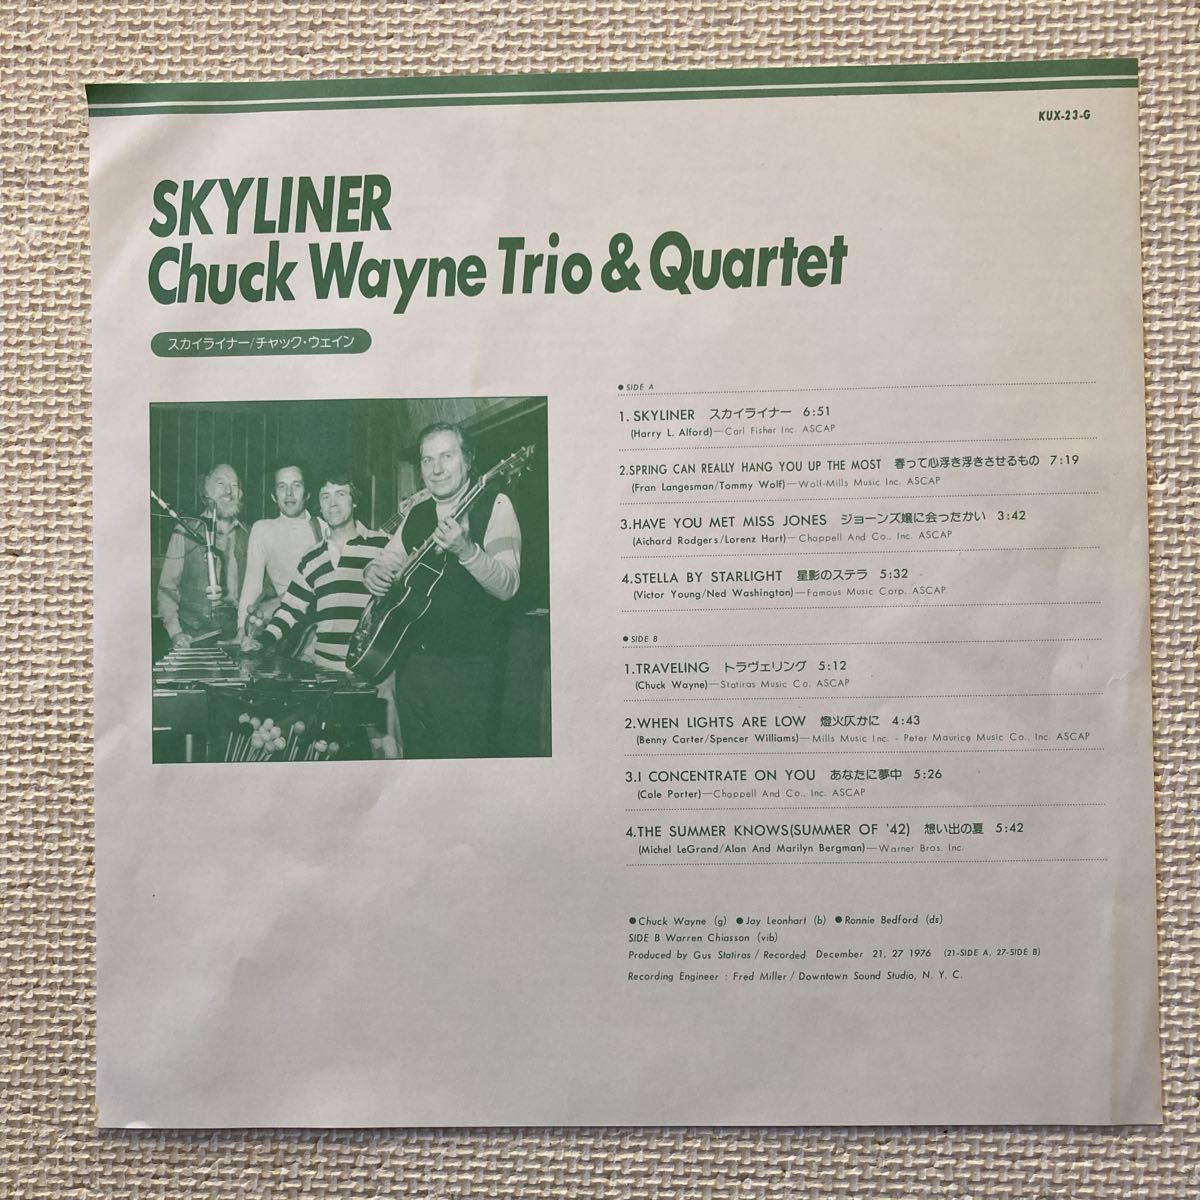 KUX-23-G
SKYLINER
Chuck Wayne Trio & Quartet
スカイライナー/チャック・ウェイン
●SIDE A
1. SKYLINER スカイライナー 6:51
(Harry L. Alford)—Carl Fisher Inc. ASCAP
2.SPRING CAN REALLY HANG YOU UP THE MOST 春って心浮き浮きさせるもの 7:19
(Fran Langesman/Tommy Wolf)—Wolf-Mills Music Inc. ASCAP
3.HAVE YOU MET MISS JONES ジョーンズ嬢に会ったかい 3:42
(Aichard Rodgers/Lorenz Hart)—Chappell And Co., Inc. ASCAP
4.STELLA BY STARLIGHT 星影のステラ 5:32
(Victor Young/Ned Washington)—Famous Music Corp. ASCAP
●SIDE B
1.TRAVELING トラヴェリング 5:12
(Chuck Wayne)—Statiras Music Co. ASCAP
2.WHEN LIGHTS ARE LOW 燈火仄かに 4:43
(Benny Carter/Spencer Williams)—Mills Music Inc. - Peter Maurice Music Co., Inc. ASCAP
3.I CONCENTRATE ON YOU あなたに夢中 5:26
(Cole Porter)—Chappell And Co., Inc. ASCAP
4.THE SUMMER KNOWS(SUMMER OF '42) 想い出の夏 5:42
(Michel LeGrand/Alan And Marilyn Bergman)—Warner Bros. Inc.
●Chuck Wayne (g) ●Jay Leonhart (b) ●Ronnie Bedford (ds)
SIDE B Warren Chiasson (vib)
Produced by Gus Statiras / Recorded December 21, 27 1976 (21-SIDE A, 27-SIDE B)
Recording Engineer : Fred Miller / Downtown Sound Studio, N. Y. C.